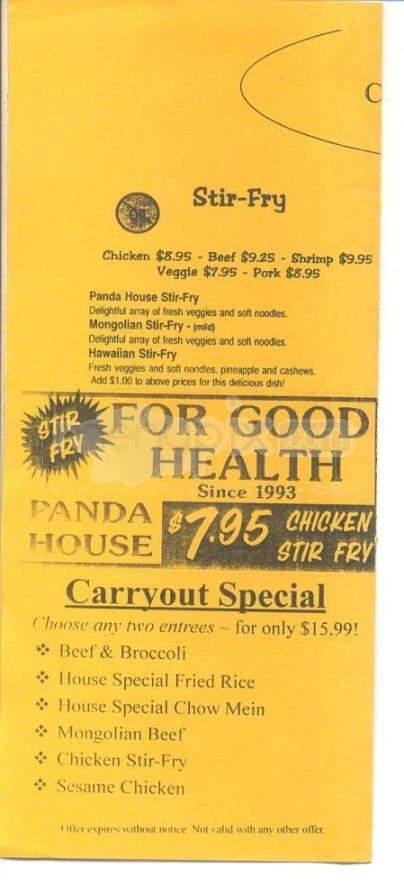 C
Stir-Fry
Chicken $8.95 - Beef $9.25 - Shrimp $9.95
Veggie $7.95 - Pork $8.95
Panda House Stir-Fry
Delightful array of fresh veggies and soft noodles.
Mongolian Stir-Fry - (mild)
Delightful array of fresh veggies and soft noodles.
Hawaiian Stir-Fry
Fresh veggies and soft noodles, pineapple and cashews.
Add $1.00 to above prices for this delicious dish!
STIR FRY
FOR GOOD
HEALTH
Since 1993
PANDA
HOUSE
$7.95 CHICKEN
STIR FRY
Carryout Special
Choose any two entrees ~ for only $15.99!
❖ Beef & Broccoli
❖ House Special Fried Rice
❖ House Special Chow Mein
❖ Mongolian Beef
❖ Chicken Stir-Fry
❖ Sesame Chicken
Offer expires without notice. Not valid with any other offer.